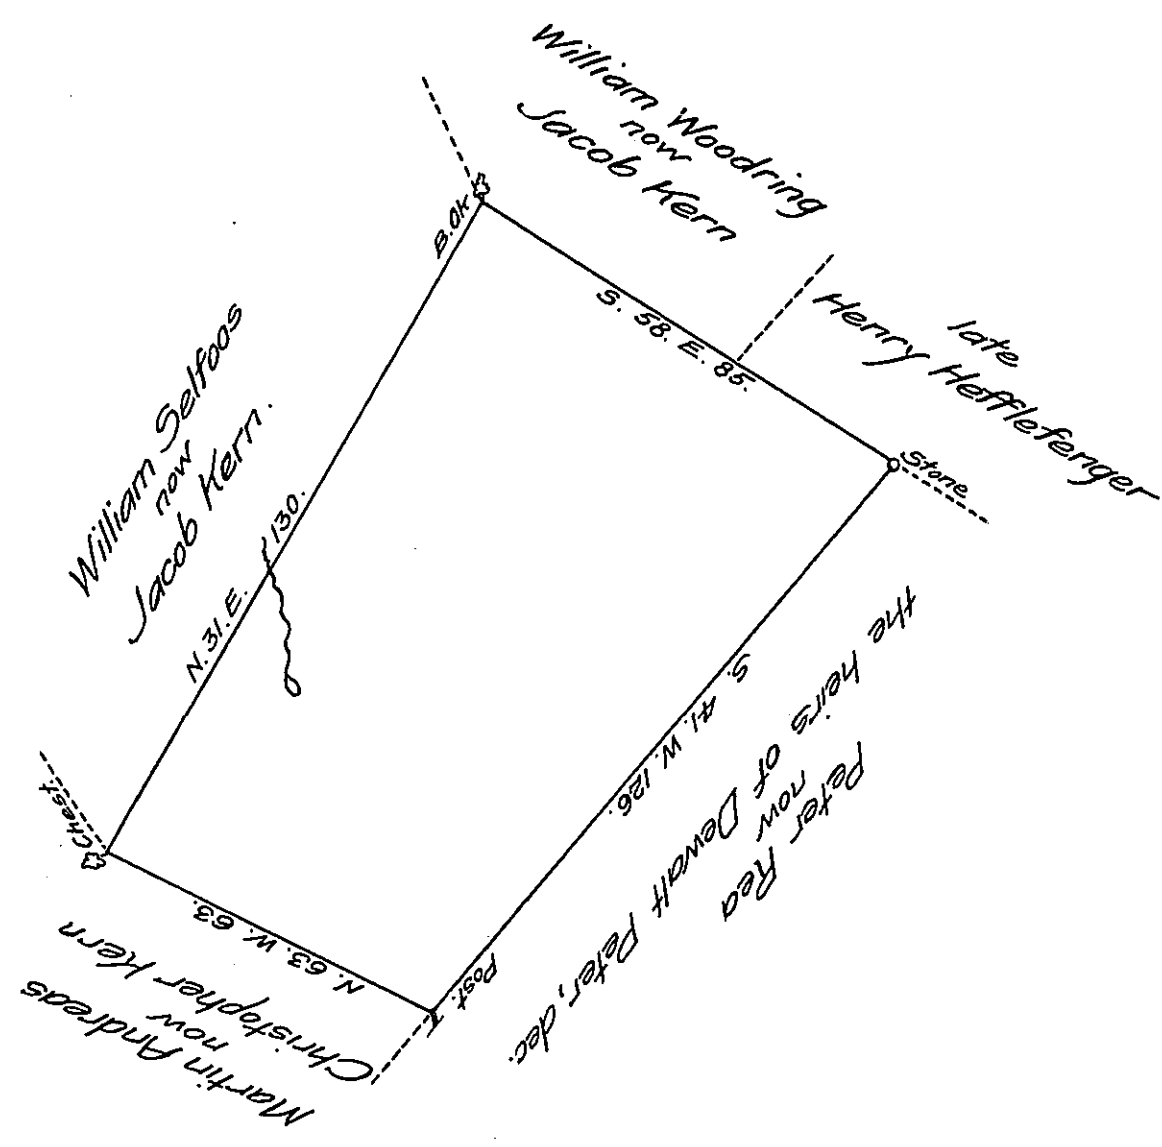 William Woodring
now
Jacob Kern
late
Henry Hefflefenger
B.OK
S. 58. E. 85.
Stone
William Selfoos
now
Jacob Kern.
N. 31. E. 130.
S. 41. W. 126.
Peter Rea
now
the heirs of Dewalt Peter, dec.
Chest.
N. 63. W. 63.
Post.
Martin Andreas
now
Christopher Kern